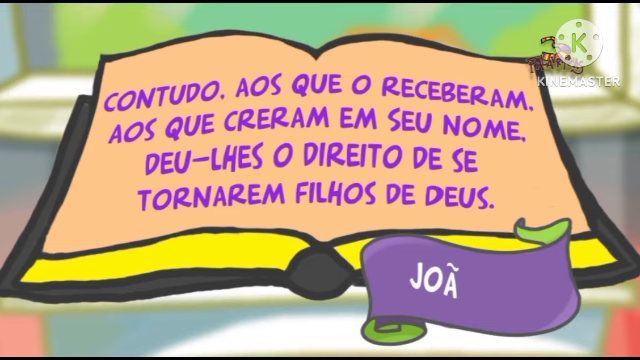 CONTUDO, AOS QUE O RECEBERAM,
AOS QUE CRERAM EM SEU NOME,
DEU-LHES O DIREITO DE SE
TORNAREM FILHOS DE DEUS.
JOÃ
K
KINEMASTER